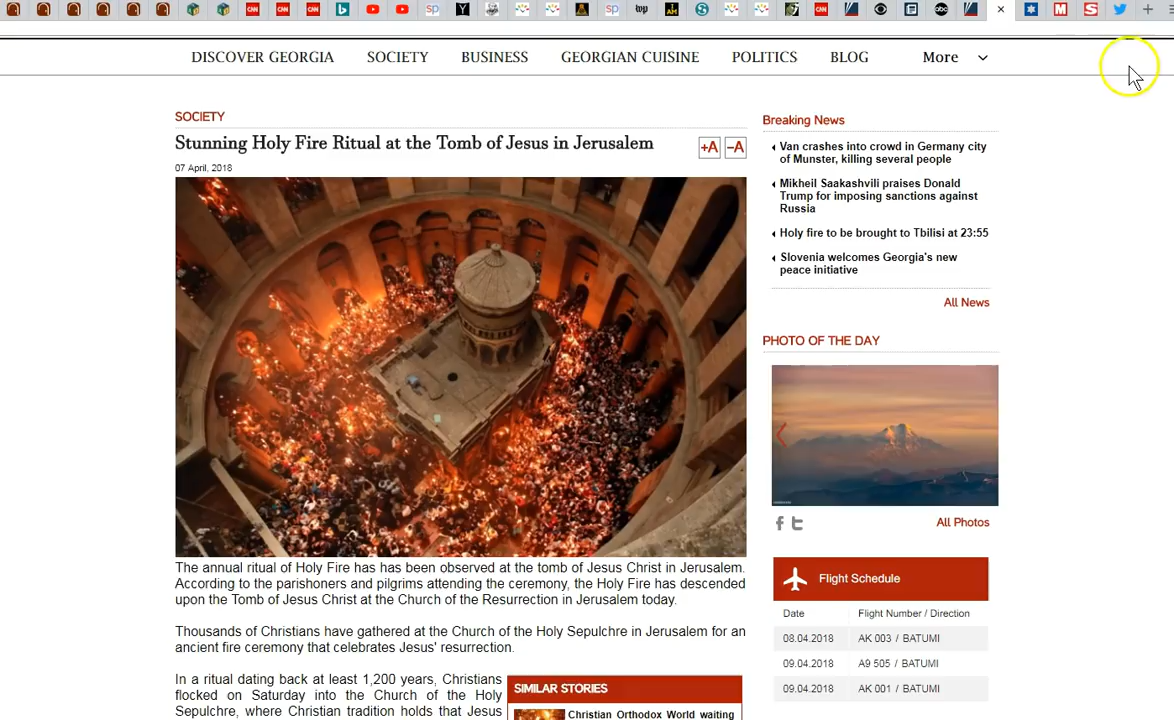 DISCOVER GEORGIA SOCIETY BUSINESS GEORGIAN CUISINE POLITICS BLOG More
SOCIETY
Stunning Holy Fire Ritual at the Tomb of Jesus in Jerusalem
+A –A
07 April, 2018
The annual ritual of Holy Fire has has been observed at the tomb of Jesus Christ in Jerusalem.
According to the parishoners and pilgrims attending the ceremony, the Holy Fire has descended
upon the Tomb of Jesus Christ at the Church of the Resurrection in Jerusalem today.
Thousands of Christians have gathered at the Church of the Holy Sepulchre in Jerusalem for an
ancient fire ceremony that celebrates Jesus' resurrection.
In a ritual dating back at least 1,200 years, Christians
flocked on Saturday into the Church of the Holy
Sepulchre, where Christian tradition holds that Jesus
SIMILAR STORIES
Christian Orthodox World waiting
Breaking News
Van crashes into crowd in Germany city
of Munster, killing several people
Mikheil Saakashvili praises Donald
Trump for imposing sanctions against
Russia
Holy fire to be brought to Tbilisi at 23:55
Slovenia welcomes Georgia's new
peace initiative
All News
PHOTO OF THE DAY
All Photos
Flight Schedule
Date Flight Number / Direction
08.04.2018 AK 003 / BATUMI
09.04.2018 A9 505 / BATUMI
09.04.2018 AK 001 / BATUMI